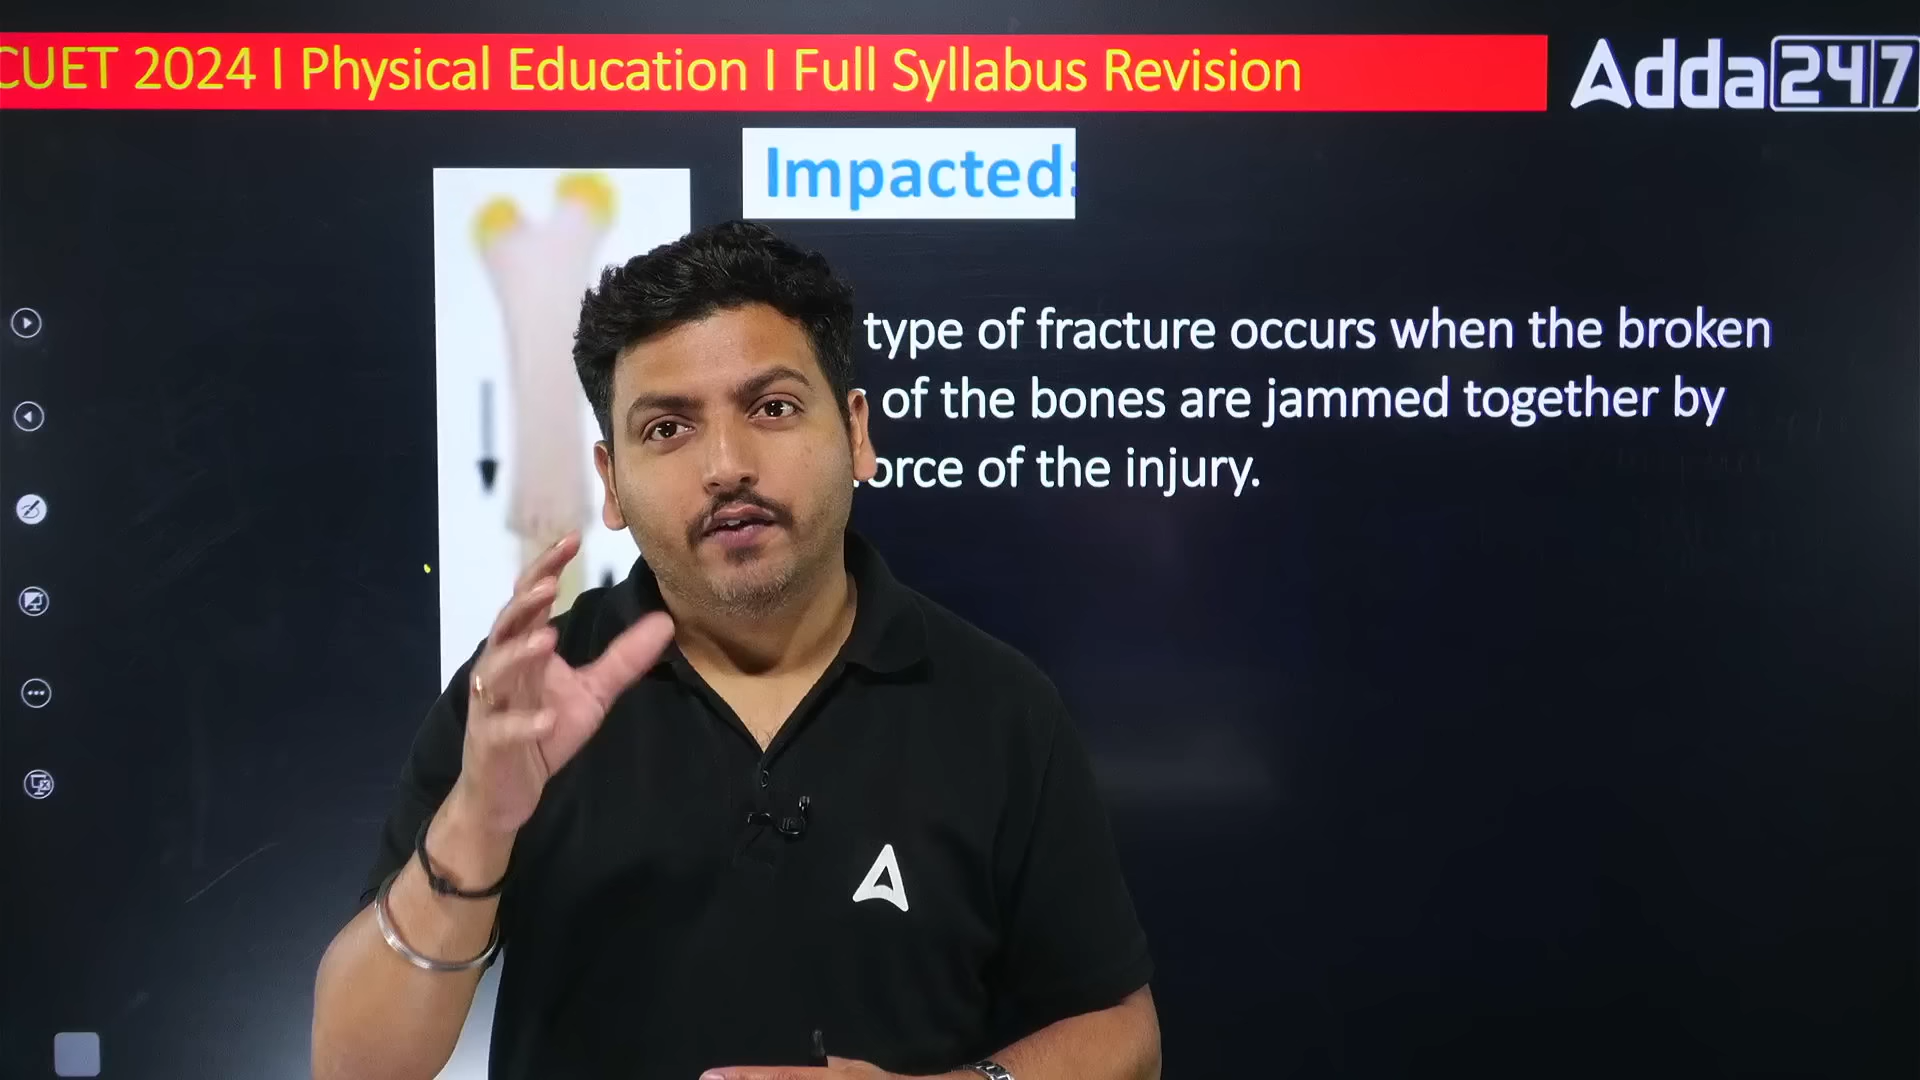 CUET 2024 I Physical Education I Full Syllabus Revision
Adda247
Impacted:
type of fracture occurs when the broken
of the bones are jammed together by
of the injury.